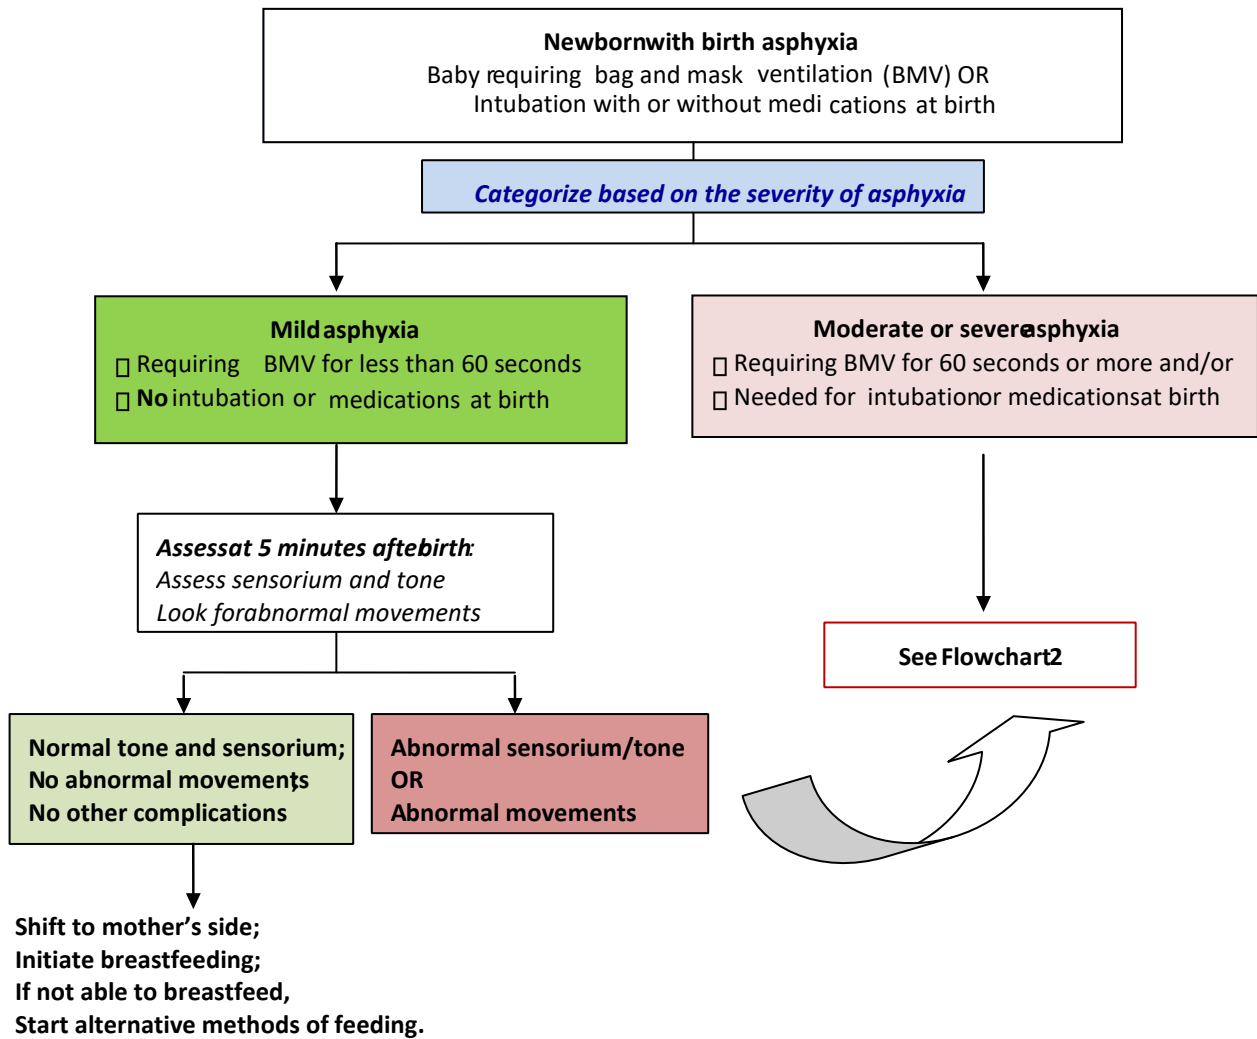 Newbornwith birth asphyxia
Baby requiring bag and mask ventilation (BMV) OR
Intubation with or without medi cations at birth
Categorize based on the severity of asphyxia
Mild asphyxia
Requiring BMV for less than 60 seconds
No intubation or medications at birth
Moderate or severe asphyxia
Requiring BMV for 60 seconds or more and/or
Needed for intubationor medicationsat birth
Assessat 5 minutes afterbirth:
Assess sensorium and tone
Look forabnormal movements
See Flowchart2
Normal tone and sensorium;
No abnormal movements;
No other complications
Abnormal sensorium/tone
OR
Abnormal movements
Shift to mother’s side;
Initiate breastfeeding;
If not able to breastfeed,
Start alternative methods of feeding.